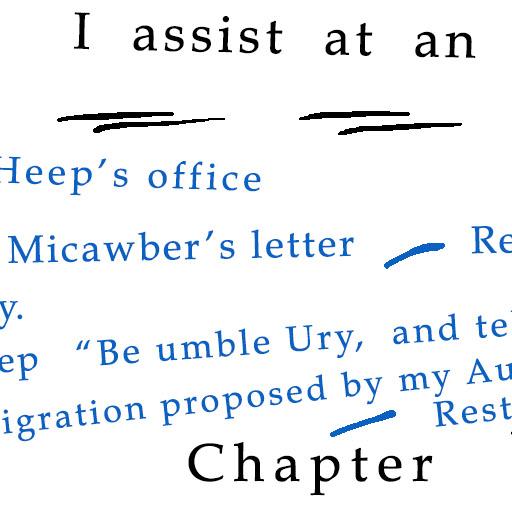 I assist at an
Heep's office
Micawber's letter — Re
y.
ep “Be umble Ury, and te
igration proposed by my Au
— Rest
Chapter